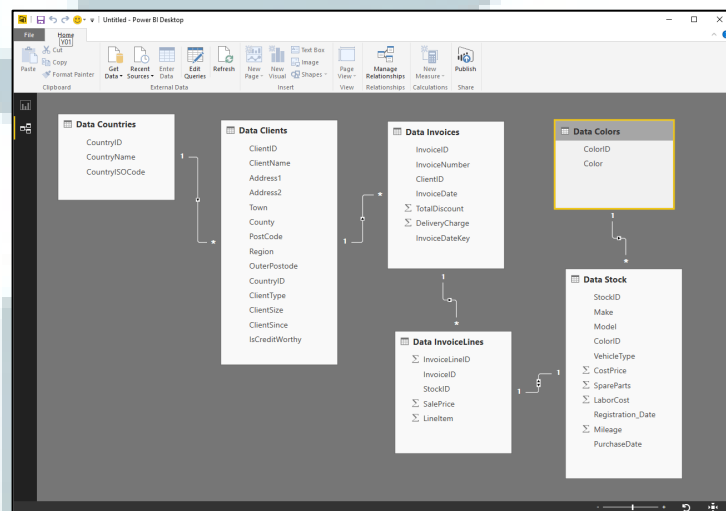 Untitled - Power BI Desktop
File
Home
Y01
Paste
Cut
Copy
Format Painter
Clipboard
Get Data
Recent Sources
Enter Data
Edit Queries
External Data
Refresh
New Page
New Visual
Text Box
Image
Shapes
Insert
Page View
View
Manage Relationships
Relationships
New Measure
Calculations
Publish
Share
Data Countries
CountryID
CountryName
CountryISOCode
1
*
Data Clients
ClientID
ClientName
Address1
Address2
Town
County
PostCode
Region
OuterPostode
CountryID
ClientType
ClientSize
ClientSince
IsCreditWorthy
1
*
Data Invoices
InvoiceID
InvoiceNumber
ClientID
InvoiceDate
Σ TotalDiscount
Σ DeliveryCharge
InvoiceDateKey
1
*
Data InvoiceLines
Σ InvoiceLineID
InvoiceID
StockID
Σ SalePrice
Σ LineItem
1
1
Data Colors
ColorID
Color
1
*
Data Stock
StockID
Make
Model
ColorID
VehicleType
Σ CostPrice
Σ SpareParts
Σ LaborCost
Registration_Date
Σ Mileage
PurchaseDate